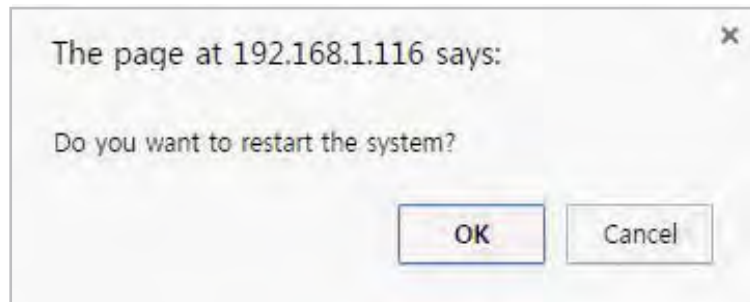 The page at 192.168.1.116 says:
Do you want to restart the system?
OK
Cancel